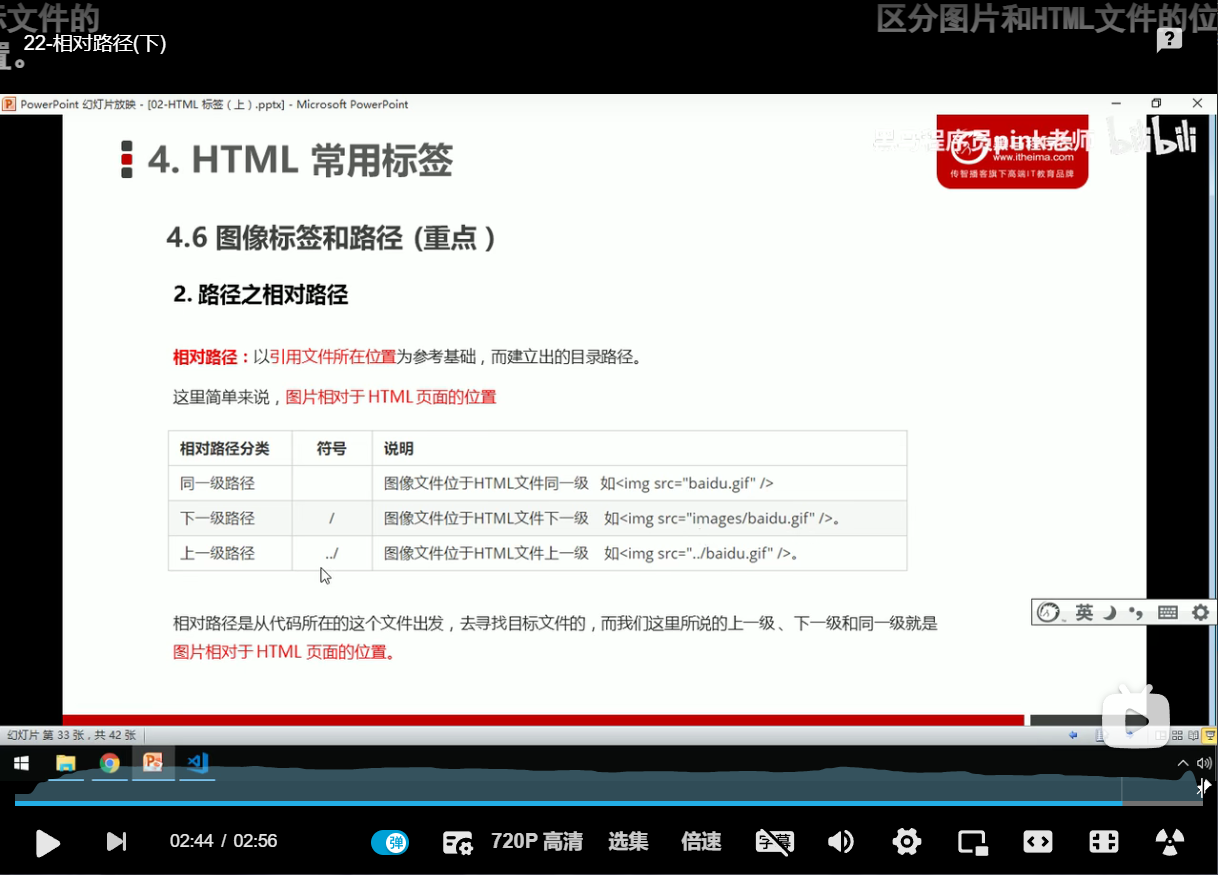 示文件的
区分图片和HTML文件的位
置。
22-相对路径(下)
PowerPoint 幻灯片放映 - [02-HTML 标签（上）.pptx] - Microsoft PowerPoint
4. HTML 常用标签
程序员pink老师
bilibili
www.itheima.com
传智播客旗下高端IT教育品牌
4.6 图像标签和路径 (重点 )
2. 路径之相对路径
相对路径：以引用文件所在位置为参考基础，而建立出的目录路径。
这里简单来说，图片相对于 HTML 页面的位置
相对路径分类 符号 说明
同一级路径 图像文件位于HTML文件同一级 如<img src="baidu.gif" />
下一级路径 / 图像文件位于HTML文件下一级 如<img src="images/baidu.gif" />。
上一级路径 ../ 图像文件位于HTML文件上一级 如<img src="../baidu.gif" />。
相对路径是从代码所在的这个文件出发，去寻找目标文件的，而我们这里所说的上一级 、下一级和同一级就是
图片相对于 HTML 页面的位置。
英
幻灯片 第 33 张，共 42 张
02:44 / 02:56
弹
720P 高清
选集
倍速
字幕